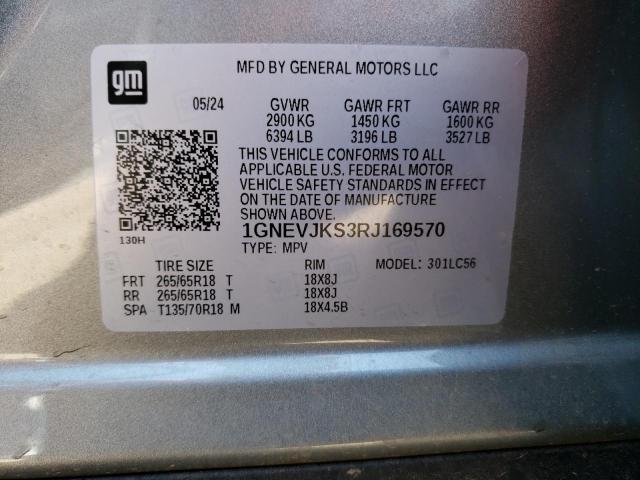 gm
MFD BY GENERAL MOTORS LLC
05/24 GVWR GAWR FRT GAWR RR
2900 KG 1450 KG 1600 KG
6394 LB 3196 LB 3527 LB
THIS VEHICLE CONFORMS TO ALL
APPLICABLE U.S. FEDERAL MOTOR
VEHICLE SAFETY STANDARDS IN EFFECT
ON THE DATE OF MANUFACTURE
SHOWN ABOVE.
130H
1GNEVJKS3RJ169570
TYPE: MPV
TIRE SIZE RIM MODEL: 301LC56
FRT 265/65R18 T 18X8J
RR 265/65R18 T 18X8J
SPA T135/70R18 M 18X4.5B